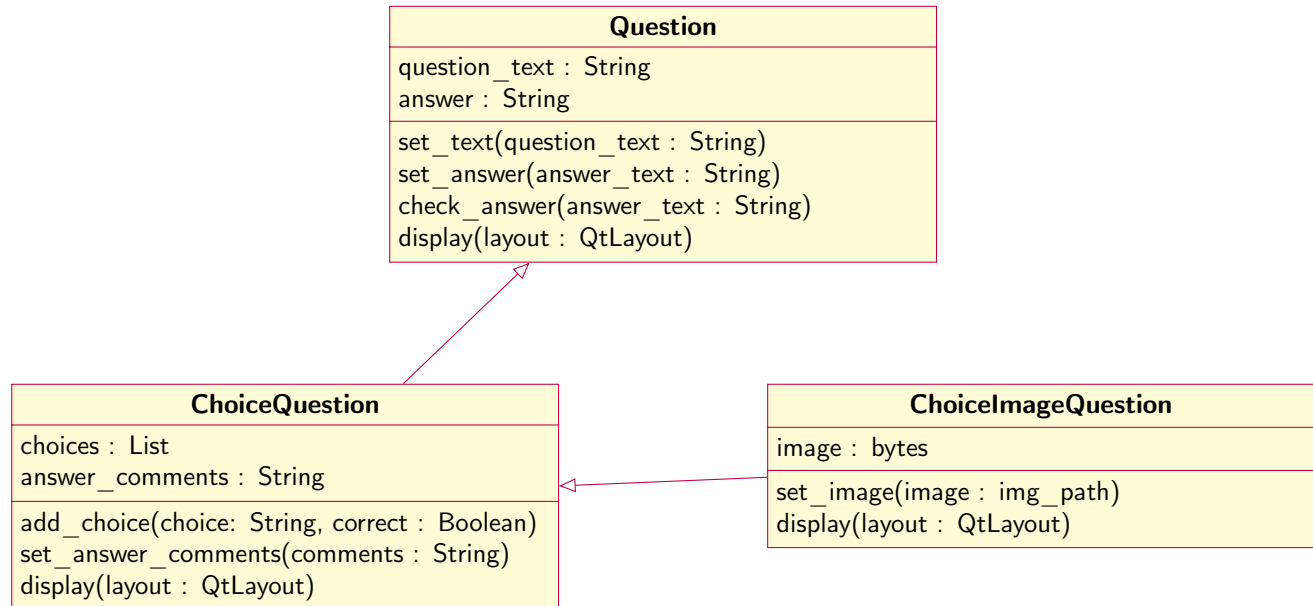 Question
question_text : String
answer : String
set_text(question_text : String)
set_answer(answer_text : String)
check_answer(answer_text : String)
display(layout : QtLayout)
ChoiceQuestion
choices : List
answer_comments : String
add_choice(choice: String, correct : Boolean)
set_answer_comments(comments : String)
display(layout : QtLayout)
ChoiceImageQuestion
image : bytes
set_image(image : img_path)
display(layout : QtLayout)